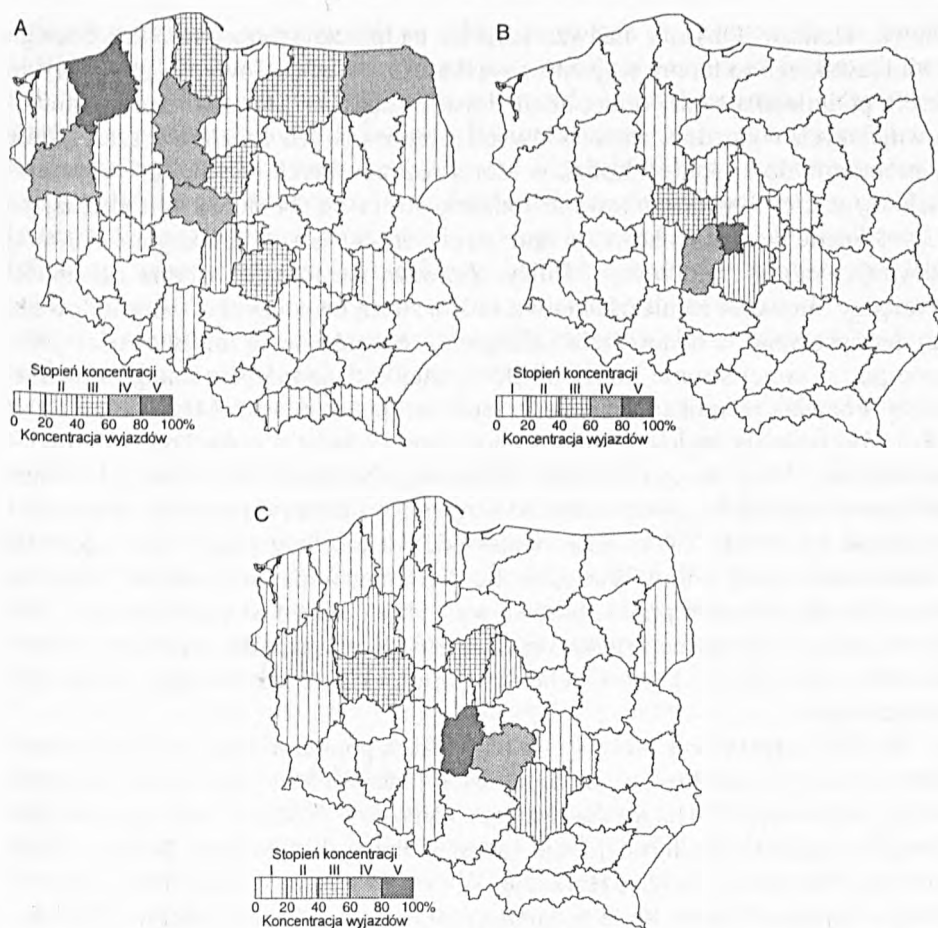 A
B
Stopień koncentracji
I II III IV V
0 20 40 60 80 100%
Koncentracja wyjazdów
Stopień koncentracji
I II III IV V
0 20 40 60 80 100%
Koncentracja wyjazdów
C
Stopień koncentracji
I II III IV V
0 20 40 60 80 100%
Koncentracja wyjazdów